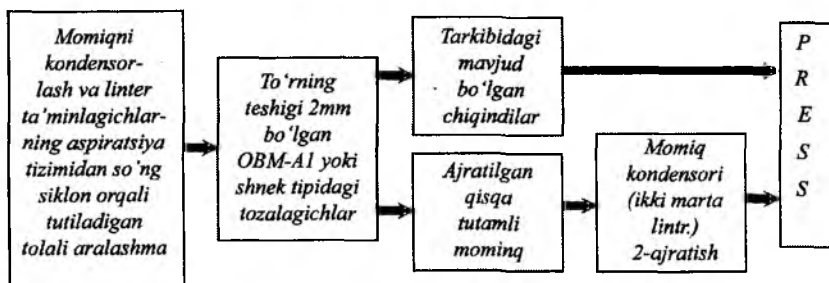 Momiqni
kondensor-
lash va linter
ta'minlagichlar-
ning aspiratsiya
tizimidan so'ng
siklon orqali
tutiladigan
tolali aralashma
To'rning
teshigi 2mm
bo'lgan
OBM-A1 yoki
shnek tipidagi
tozalagichlar
Tarkibidagi
mavjud
bo'lgan
chiqindilar
Ajratilgan
qisqa
tutamli
mominq
Momiq
kondensori
(ikki marta
lintr.)
2-ajratish
P
R
E
S
S